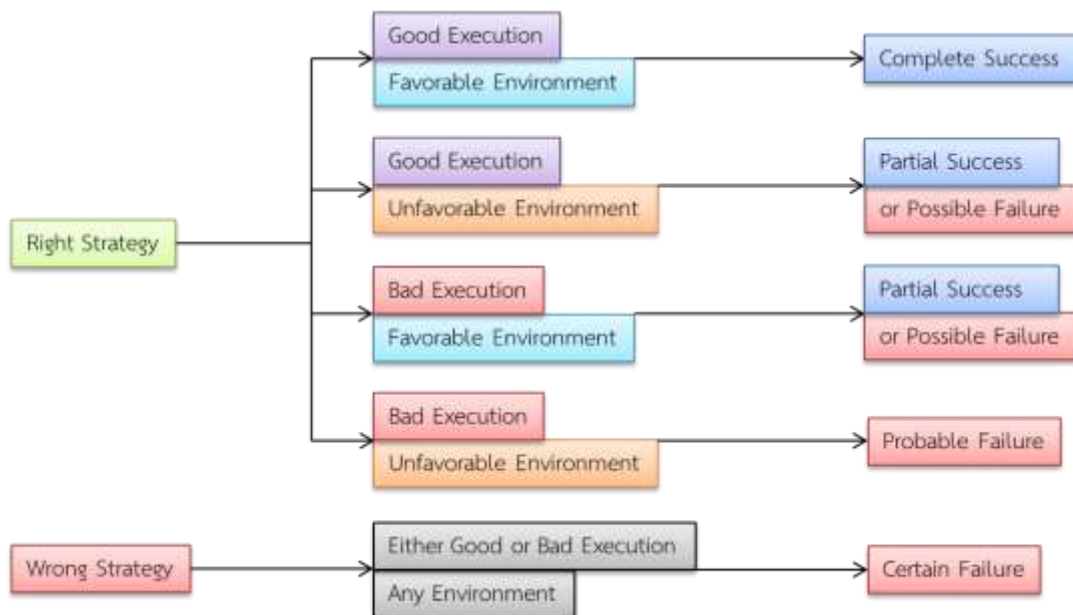 Good Execution
Favorable Environment
Complete Success
Good Execution
Unfavorable Environment
Partial Success
or Possible Failure
Right Strategy
Bad Execution
Favorable Environment
Partial Success
or Possible Failure
Bad Execution
Unfavorable Environment
Probable Failure
Wrong Strategy
Either Good or Bad Execution
Any Environment
Certain Failure